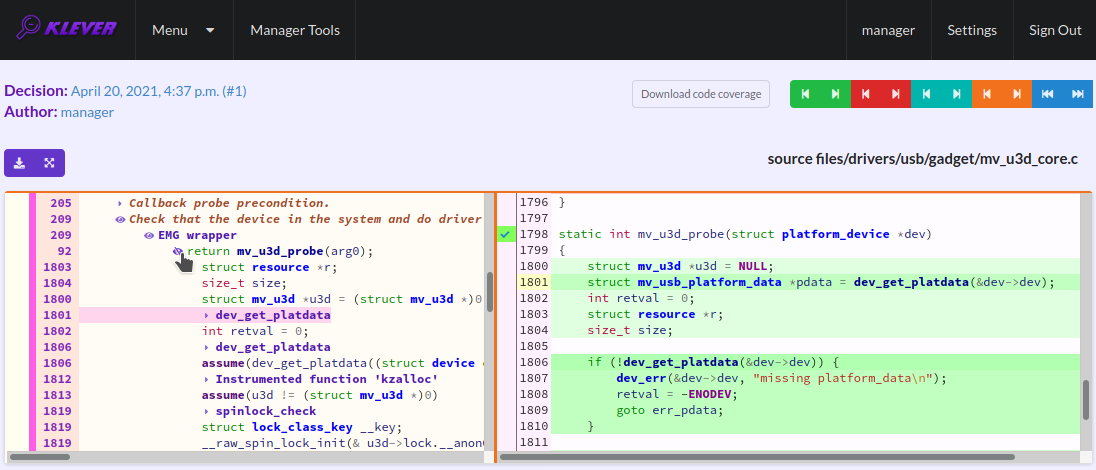 KLEVER
Menu
Manager Tools
manager
Settings
Sign Out
Decision: April 20, 2021, 4:37 p.m. (#1)
Author: manager
Download code coverage
source files/drivers/usb/gadget/mv_u3d_core.c
205 Callback probe precondition.
209 Check that the device in the system and do driver
209 EMG wrapper
92 return mv_u3d_probe(arg0);
1803 struct resource *r;
1804 size_t size;
1800 struct mv_u3d *u3d = (struct mv_u3d *)0
1801 dev_get_platdata
1802 int retval = 0;
1806 dev_get_platdata
1806 assume(dev_get_platdata((struct device
1812 Instrumented function 'kzalloc'
1813 assume(u3d != (struct mv_u3d *)0)
1819 spinlock_check
1819 struct lock_class_key __key;
1819 __raw_spin_lock_init(& u3d->lock.__anon
1796 }
1797
1798 static int mv_u3d_probe(struct platform_device *dev)
1799 {
1800 struct mv_u3d *u3d = NULL;
1801 struct mv_usb_platform_data *pdata = dev_get_platdata(&dev->dev);
1802 int retval = 0;
1803 struct resource *r;
1804 size_t size;
1805
1806 if (!dev_get_platdata(&dev->dev)) {
1807 dev_err(&dev->dev, "missing platform_data\n");
1808 retval = -ENODEV;
1809 goto err_pdata;
1810 }
1811